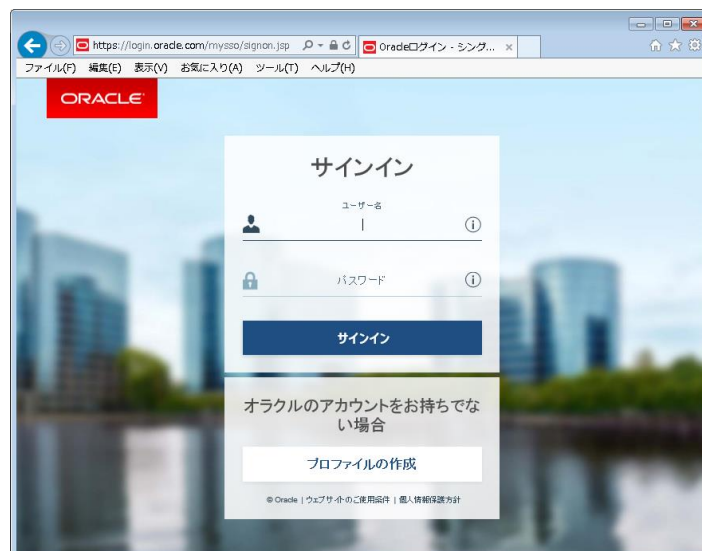 https://login.oracle.com/mysso/signon.jsp
Oracleログイン - シング...
ファイル(F) 編集(E) 表示(V) お気に入り(A) ツール(T) ヘルプ(H)
ORACLE
サインイン
ユーザー名
パスワード
サインイン
オラクルのアカウントをお持ちでな
い場合
プロファイルの作成
© Oracle | ウェブサイトのご使用条件 | 個人情報保護方針